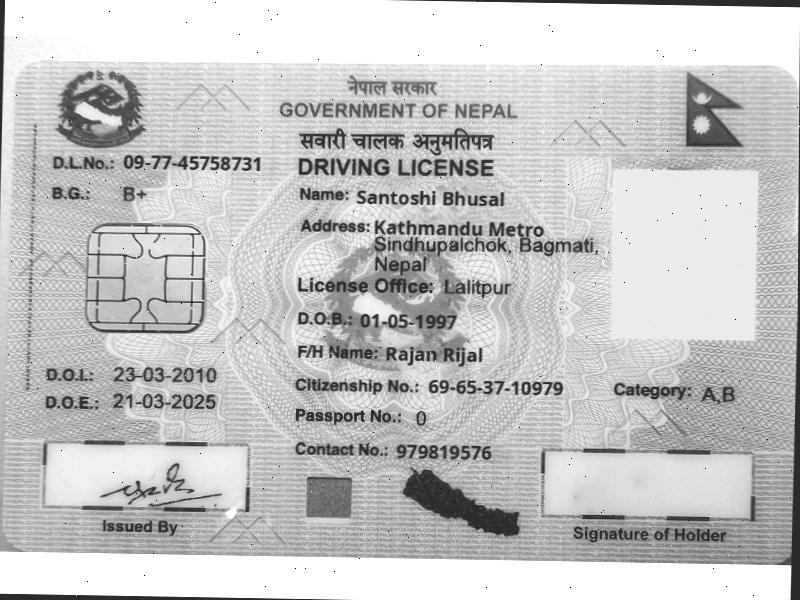 नेपाल सरकार
GOVERNMENT OF NEPAL
सवारी चालक अनुमतिपत्र
DRIVING LICENSE
D.L.No.: 09-77-45758731
B.G.: B+
Name: Santoshi Bhusal
Address: Kathmandu Metro
Sindhupalchok, Bagmati,
Nepal
License Office: Lalitpur
D.O.B.: 01-05-1997
F/H Name: Rajan Rijal
D.O.I.: 23-03-2010
Citizenship No.: 69-65-37-10979
Category: A,B
D.O.E.: 21-03-2025
Passport No.: 0
Contact No.: 979819576
Issued By
Signature of Holder